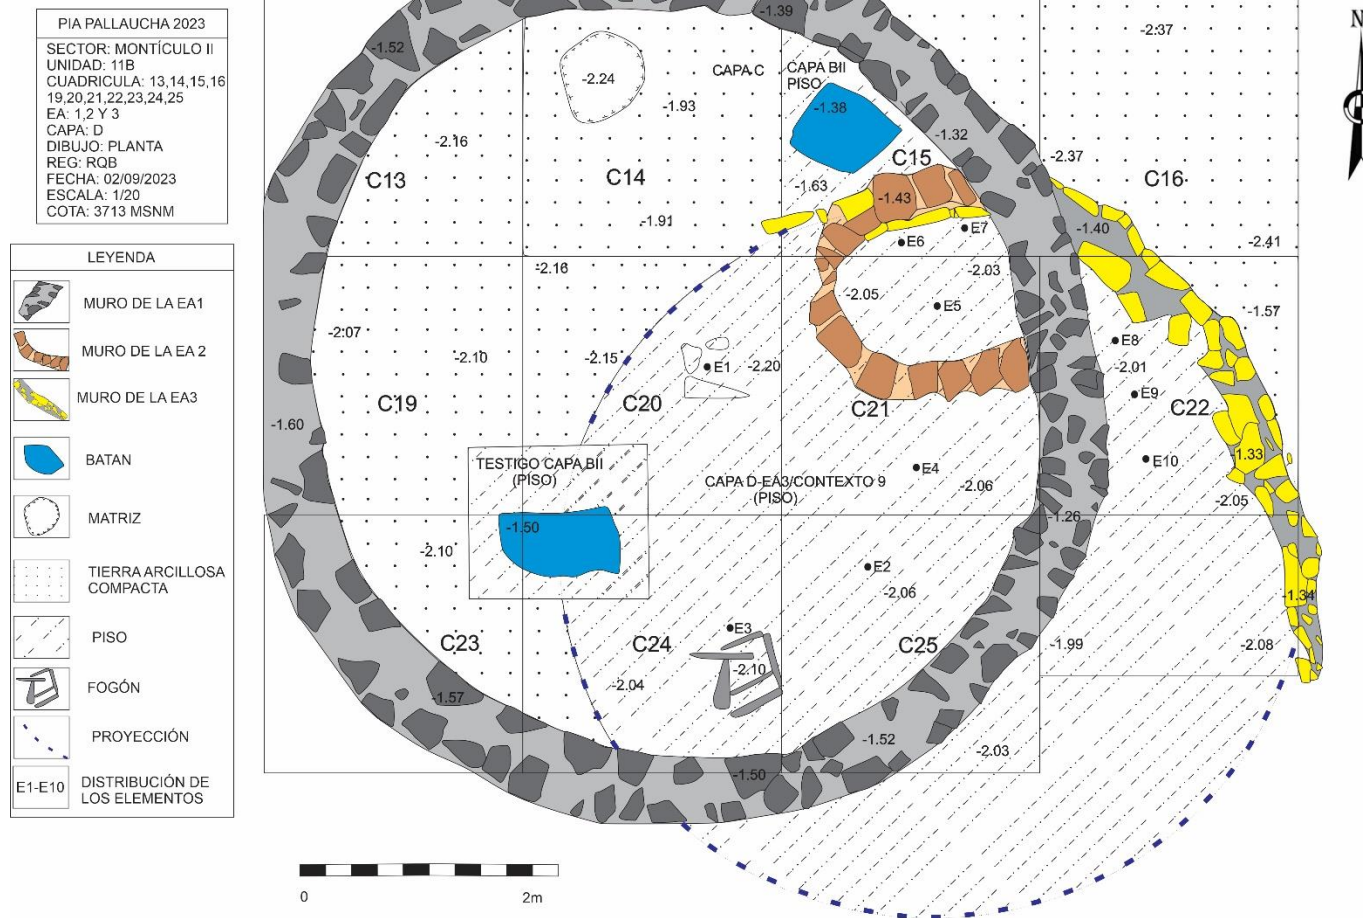 PIA PALLAUCHA 2023
SECTOR: MONTÍCULO II
UNIDAD: 11B
CUADRICULA: 13,14,15,16
19,20,21,22,23,24,25
EA: 1,2 Y 3
CAPA: D
DIBUJO: PLANTA
REG: RQB
FECHA: 02/09/2023
ESCALA: 1/20
COTA: 3713 MSNM
LEYENDA
MURO DE LA EA1
MURO DE LA EA 2
MURO DE LA EA3
BATAN
MATRIZ
TIERRA ARCILLOSA
COMPACTA
PISO
FOGÓN
PROYECCIÓN
E1-E10
DISTRIBUCIÓN DE
LOS ELEMENTOS
N
-1.39
-2.37
-1.52
-2.24
CAPA C
CAPA BII
PISO
-1.93
-1.38
-2.16
-1.32
C13
C14
C15
-2.37
C16
-1.63
-1.43
-1.91
-1.40
E6
E7
-2.41
-2.16
-2.03
-2.05
E5
-1.57
-2.07
-2.10
-2.15
E1
-2.20
E8
-2.01
E9
C19
C20
C21
C22
-1.60
TESTIGO CAPA BII
(PISO)
E4
E10
-1.33
CAPA D-EA3/CONTEXTO 9
(PISO)
-2.06
-2.05
-1.50
-1.26
-2.10
E2
-2.06
-1.34
E3
C23
C24
C25
-1.99
-2.08
-2.10
-2.04
-1.57
-1.52
-2.03
-1.50
0
2m